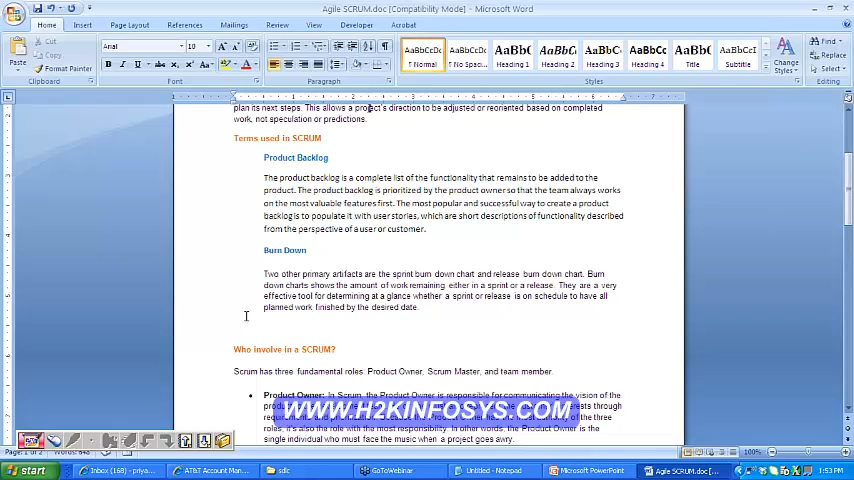 Agile SCRUM.doc [Compatibility Mode] - Microsoft Word
Home Page Layout References Mailings Review View Developer Acrobat
Paste
Cut
Copy
Format Painter
Clipboard
Arial 10
Font
Paragraph
AaBbCcDc AaBbCcDc AaBbC AaBbCc AaBbCc AaBbCc AaBb AaBbCcI
¶ Normal ¶ No Spaci... Heading 1 Heading 2 Heading 3 Heading 4 Title Subtitle
Change
Styles
Styles
Find
Replace
Select
Editing
plan its next steps. This allows a project's direction to be adjusted or reoriented based on completed
work, not speculation or predictions.
Terms used in SCRUM
Product Backlog
The product backlog is a complete list of the functionality that remains to be added to the
product. The product backlog is prioritized by the product owner so that the team always works
on the most valuable features first. The most popular and successful way to create a product
backlog is to populate it with user stories, which are short descriptions of functionality described
from the perspective of a user or customer.
Burn Down
Two other primary artifacts are the sprint burn down chart and release burn down chart. Burn
down charts shows the amount of work remaining either in a sprint or a release. They are a very
effective tool for determining at a glance whether a sprint or release is on schedule to have all
planned work finished by the desired date.
Who involve in a SCRUM?
Scrum has three fundamental roles: Product Owner, Scrum Master, and team member.
• Product Owner: In Scrum, the Product Owner is responsible for communicating the vision of the
WWW.H2KINFOSYS.COM
roles, it's also the role with the most responsibility. In other words, the Product Owner is the
single individual who must face the music when a project goes awry.
Page: 1 of 2 Words: 648 100%
start Inbox (168) - priya... AT&T Account Man... sdlc GoToWebinar Untitled - Notepad Microsoft PowerPoint Agile SCRUM.doc [... 1:53 PM